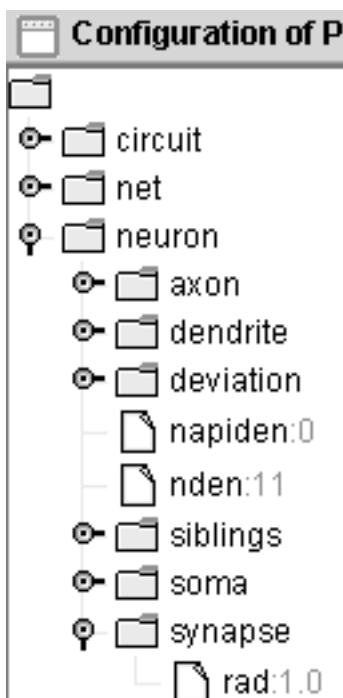 Configuration of P
circuit
net
neuron
axon
dendrite
deviation
napiden:0
nden:11
siblings
soma
synapse
rad:1.0